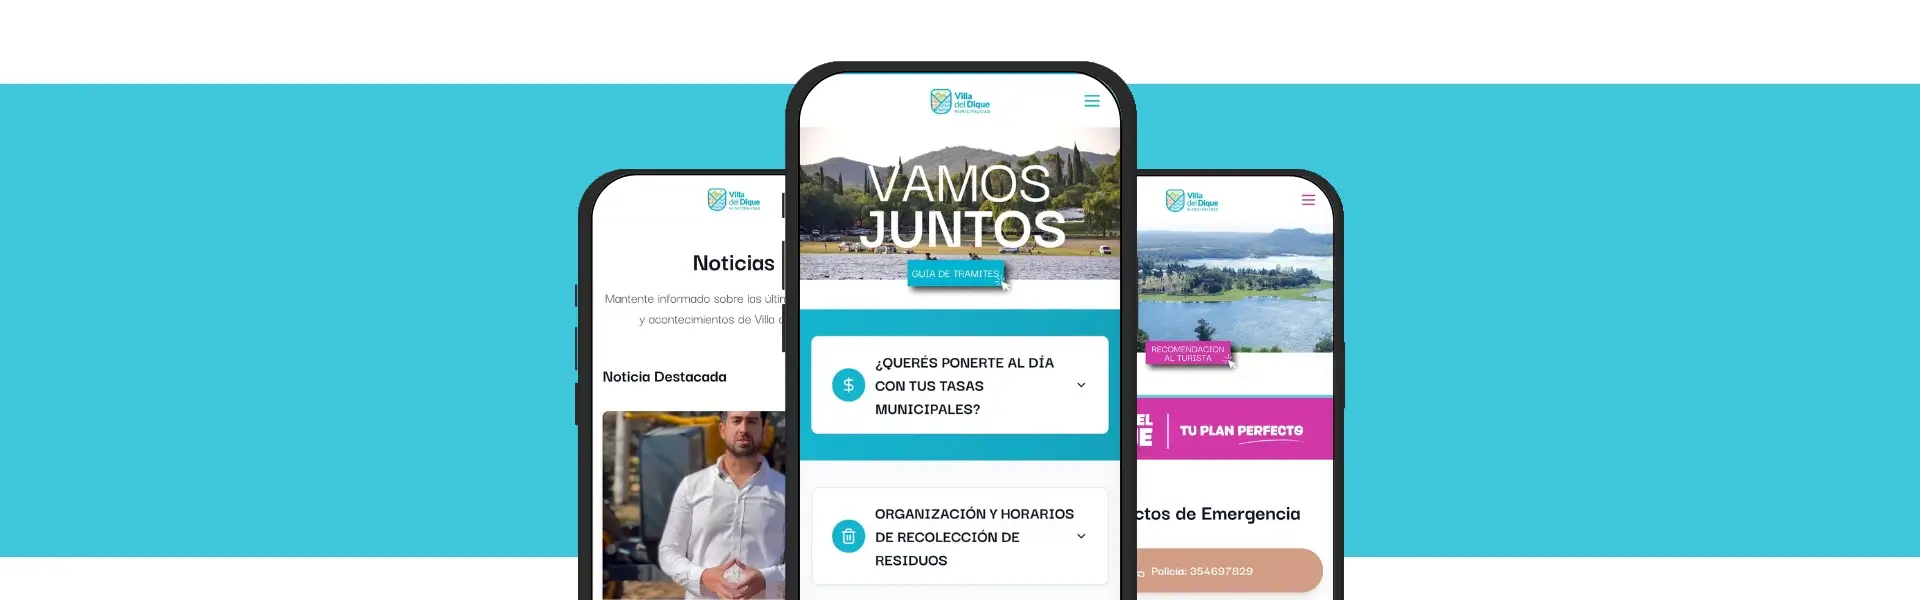 Villa
del Dique
MUNICIPALIDAD
Noticias
Mantente informado sobre las últin
y acontecimientos de Villa
Noticia Destacada
Villa
del Dique
MUNICIPALIDAD
VAMOS
JUNTOS
GUÍA DE TRAMITES
¿QUERÉS PONERTE AL DÍA
CON TUS TASAS
MUNICIPALES?
ORGANIZACIÓN Y HORARIOS
DE RECOLECCIÓN DE
RESIDUOS
Villa
del Dique
MUNICIPALIDAD
RECOMENDACION
AL TURISTA
EL
E
TU PLAN PERFECTO
ctos de Emergencia
Policía: 354697829